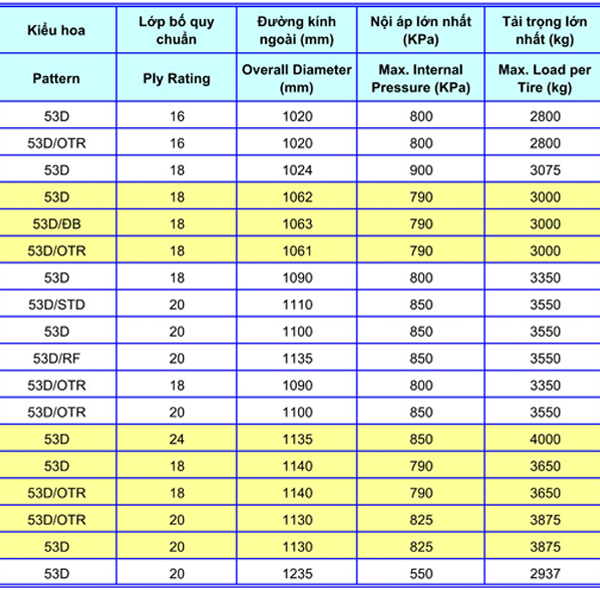 Kiểu hoa Lớp bố quy chuẩn Đường kính ngoài (mm) Nội áp lớn nhất (KPa) Tải trọng lớn nhất (kg)
Pattern Ply Rating Overall Diameter (mm) Max. Internal Pressure (KPa) Max. Load per Tire (kg)
53D 16 1020 800 2800
53D/OTR 16 1020 800 2800
53D 18 1024 900 3075
53D 18 1062 790 3000
53D/ĐB 18 1063 790 3000
53D/OTR 18 1061 790 3000
53D 18 1090 800 3350
53D/STD 20 1110 850 3550
53D 20 1100 850 3550
53D/RF 20 1135 850 3550
53D/OTR 18 1090 800 3350
53D/OTR 20 1100 850 3550
53D 24 1135 850 4000
53D 18 1140 790 3650
53D/OTR 18 1140 790 3650
53D/OTR 20 1130 825 3875
53D 20 1130 825 3875
53D 20 1235 550 2937